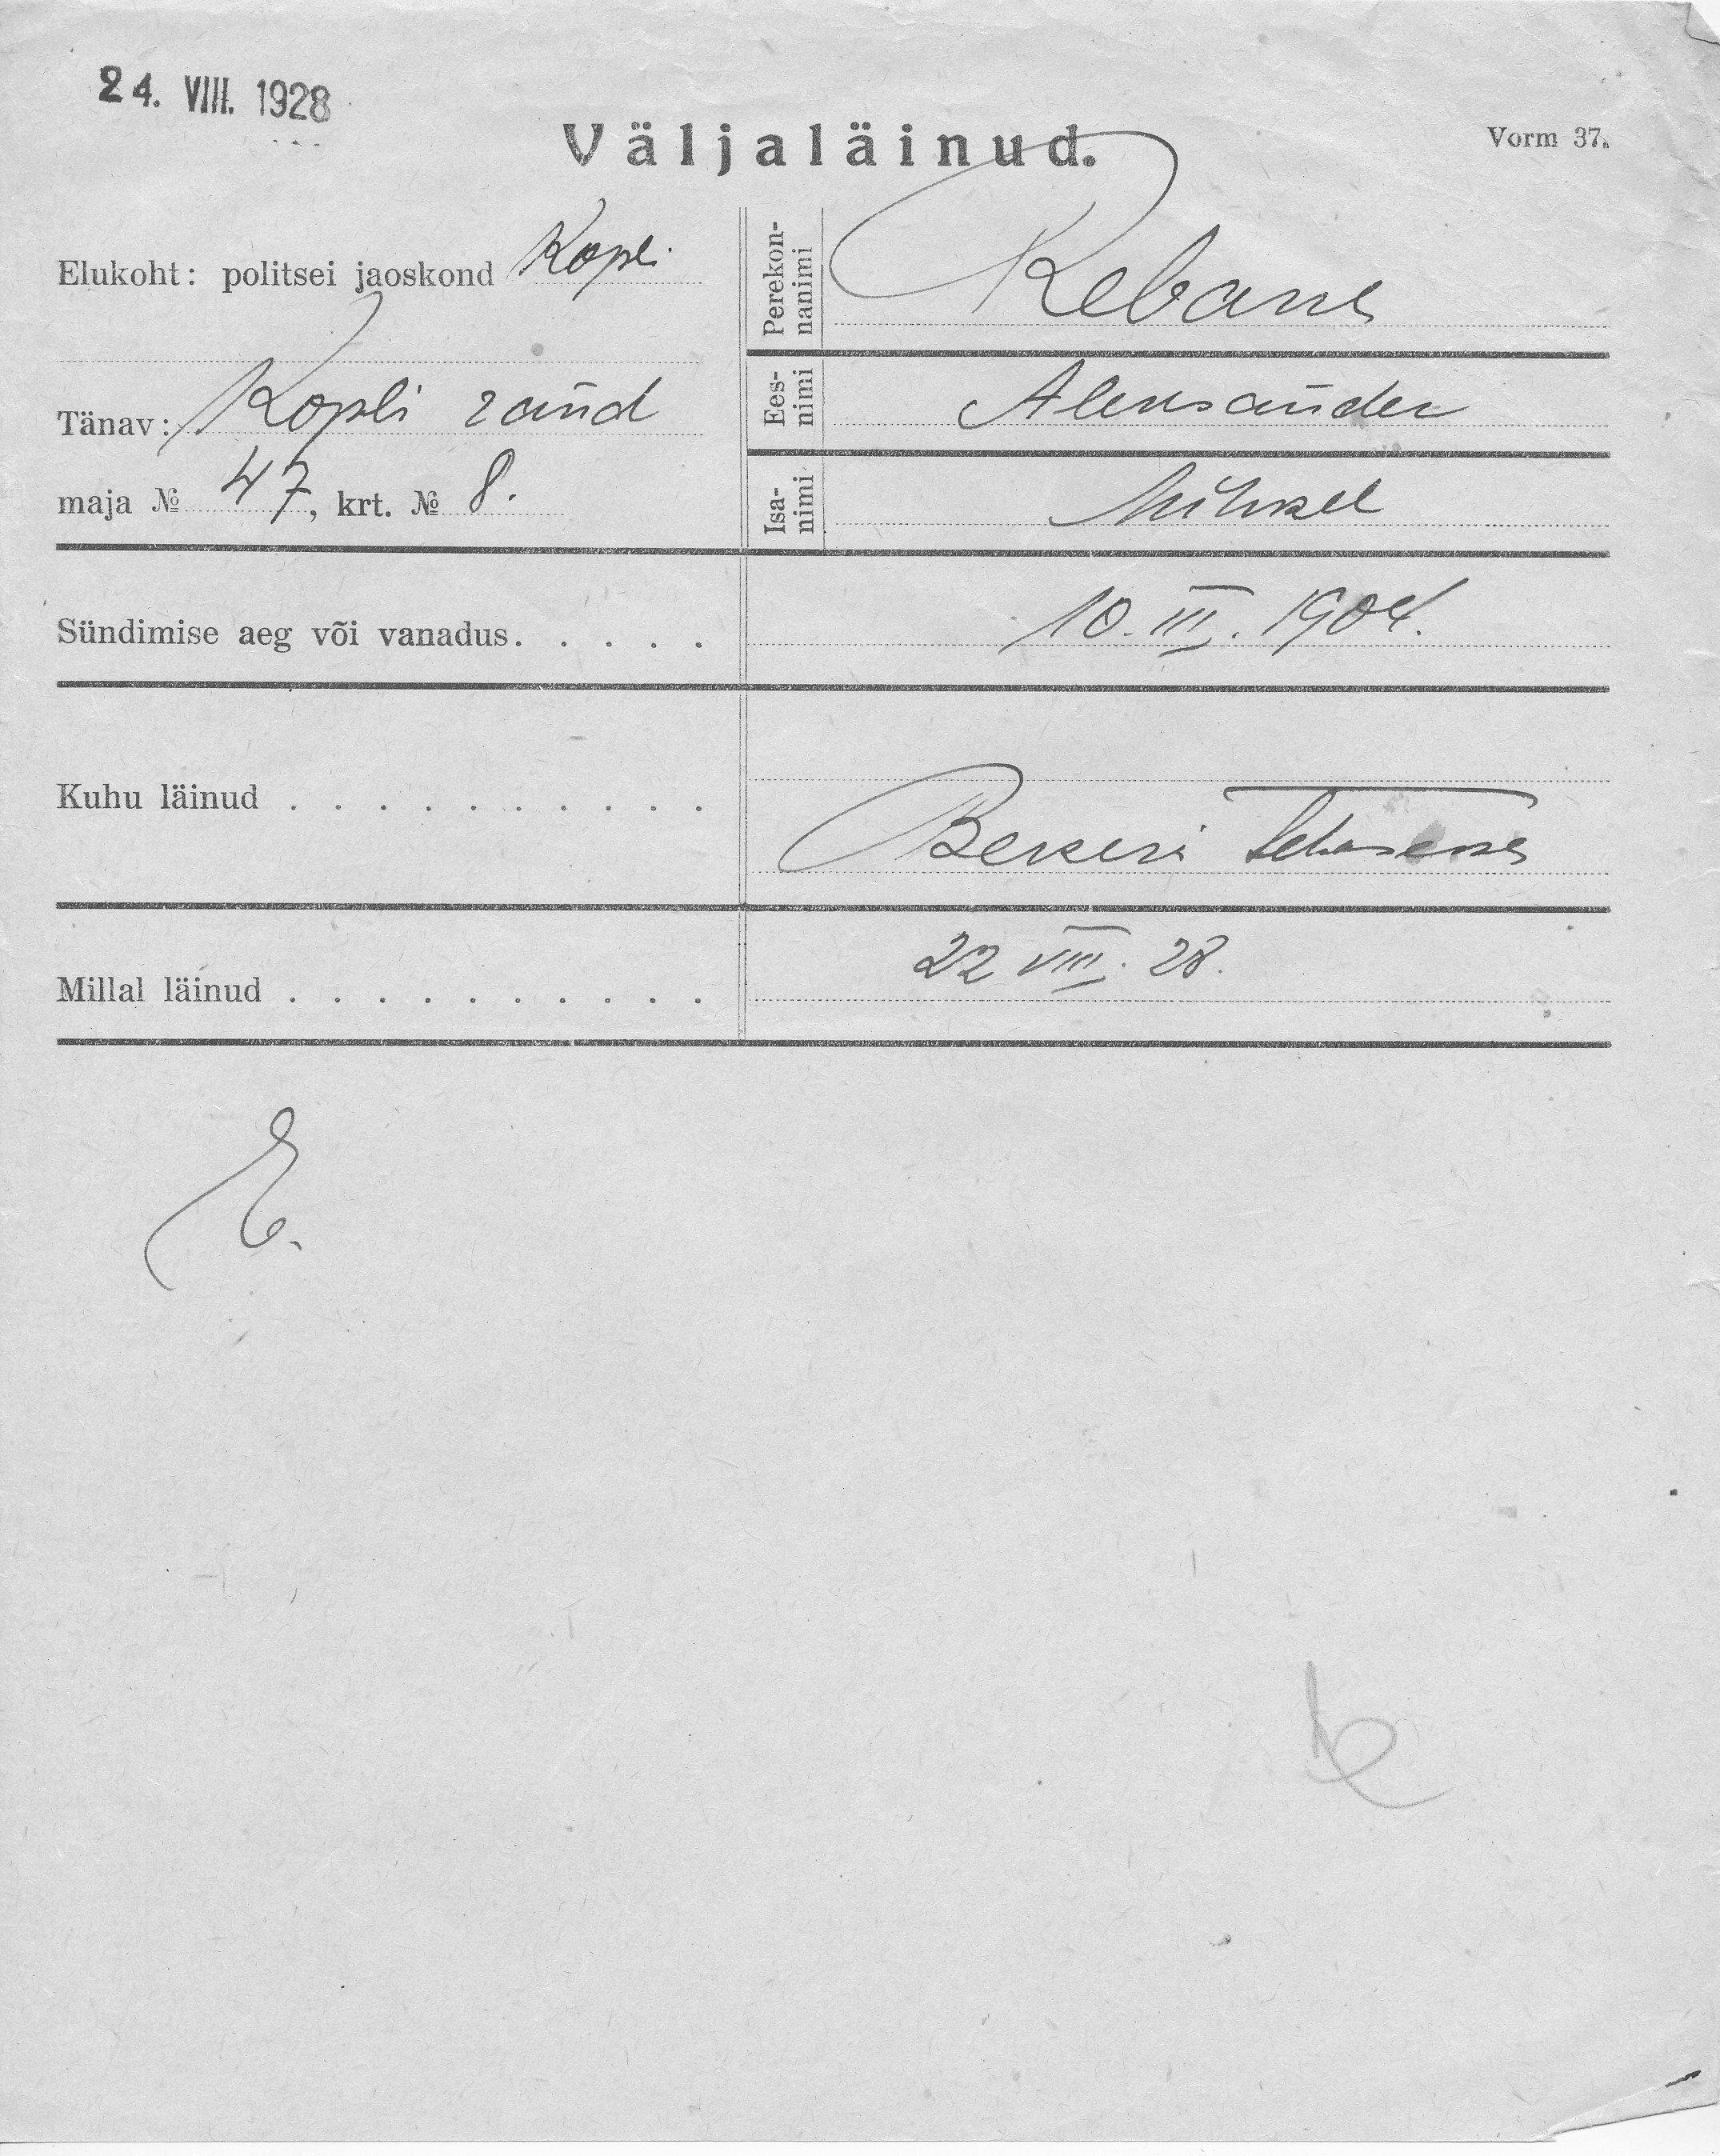 24. VIII. 1928
Väljaläinud.
Vorm 37.
Elukoht: politsei jaoskond Kopli
Tänav: Kopli rand
maja № 47, krt. № 8.
Perekon-
nanimi
Rebane
Ees-
nimi
Aleksander
Isa-
nimi
Mihkel
Sündimise aeg või vanadus. . . . . .
10. III. 1904.
Kuhu läinud . . . . . . . . . .
Bekeri tehasesse
Millal läinud . . . . . . . . . .
22 VIII. 28.
E.